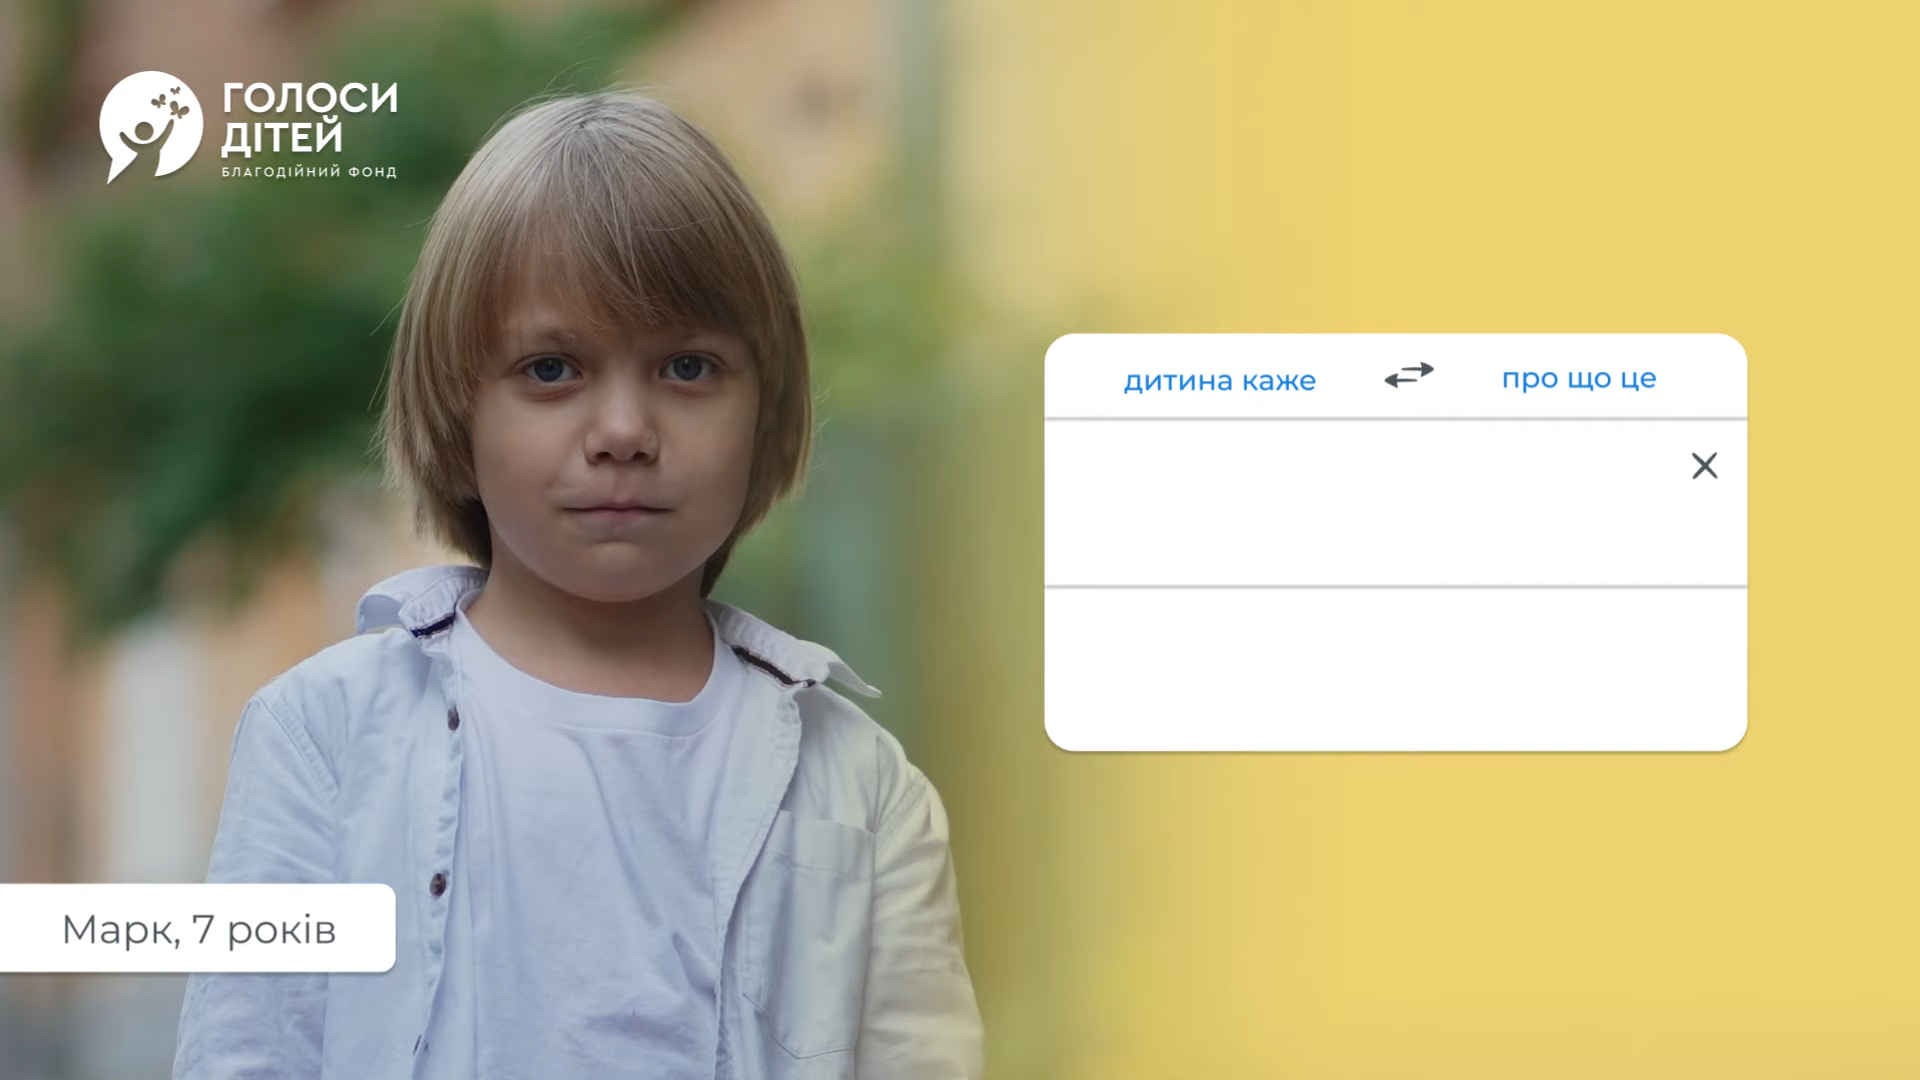 ГОЛОСИ
ДІТЕЙ
БЛАГОДІЙНИЙ ФОНД
дитина каже
про що це
Марк, 7 років